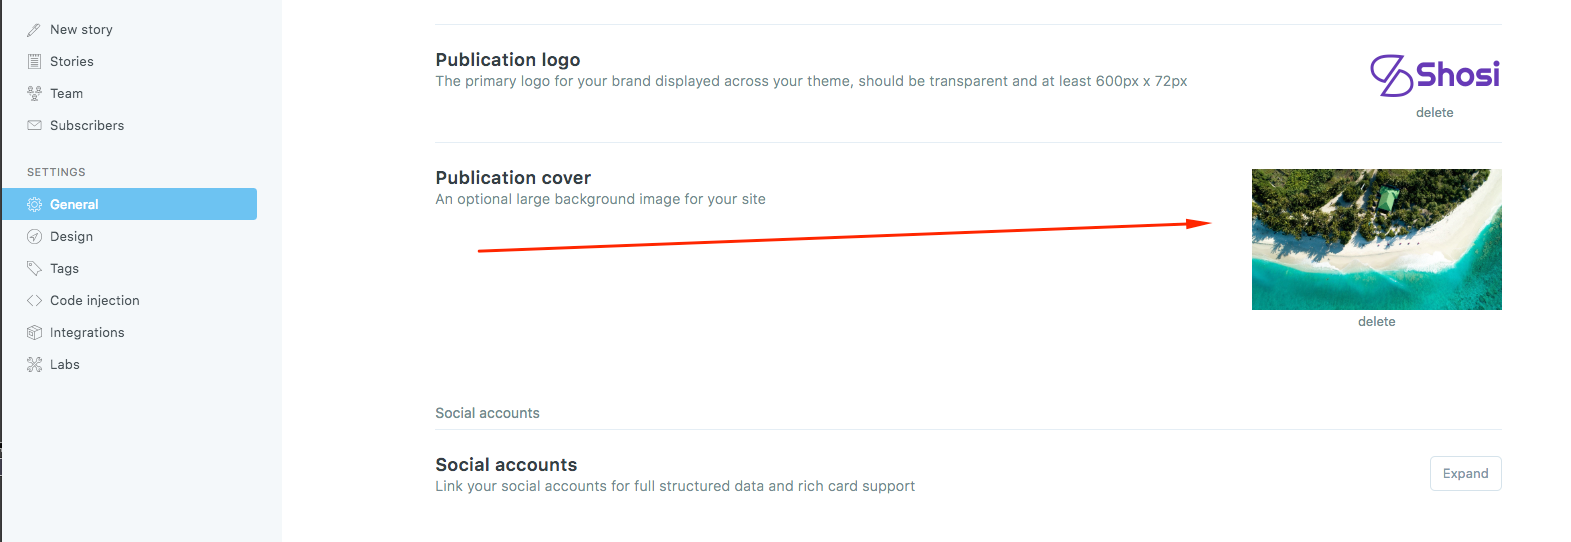 New story
Stories
Team
Subscribers
SETTINGS
General
Design
Tags
Code injection
Integrations
Labs
Publication logo
The primary logo for your brand displayed across your theme, should be transparent and at least 600px x 72px
Shosi
delete
Publication cover
An optional large background image for your site
delete
Social accounts
Social accounts
Link your social accounts for full structured data and rich card support
Expand